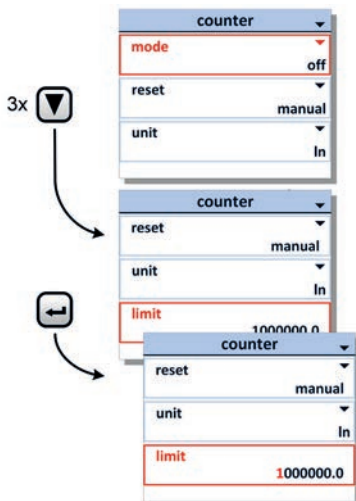 counter
mode
off
3x
reset
manual
unit
ln
counter
reset
manual
unit
ln
limit
1000000.0
counter
reset
manual
unit
ln
limit
1000000.0